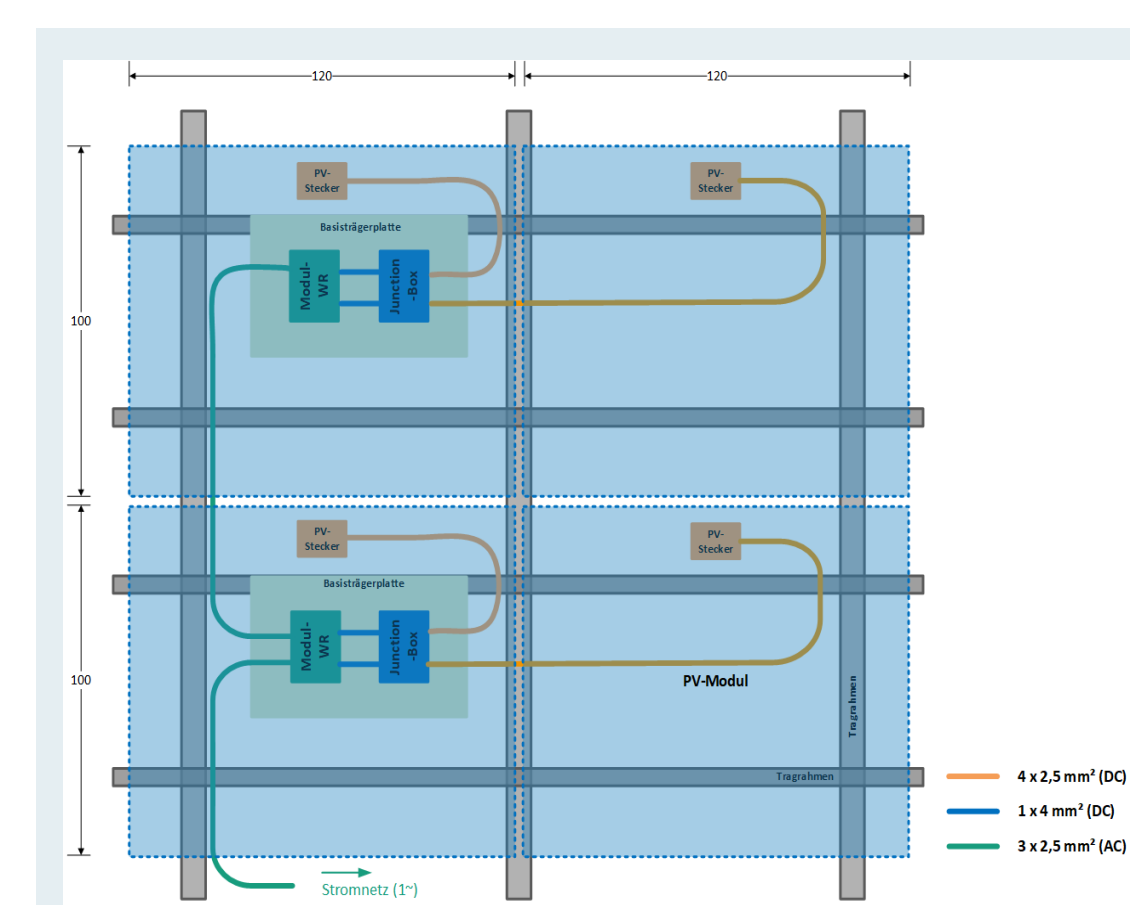 120
120
PV-
Stecker
PV-
Stecker
Basisträgerplatte
Modul-
WR
Junction
-Box
100
PV-
Stecker
PV-
Stecker
Basisträgerplatte
Modul-
WR
Junction
-Box
100
PV-Modul
Tragrahmen
Tragrahmen
4 x 2,5 mm² (DC)
1 x 4 mm² (DC)
3 x 2,5 mm² (AC)
Stromnetz (1~)